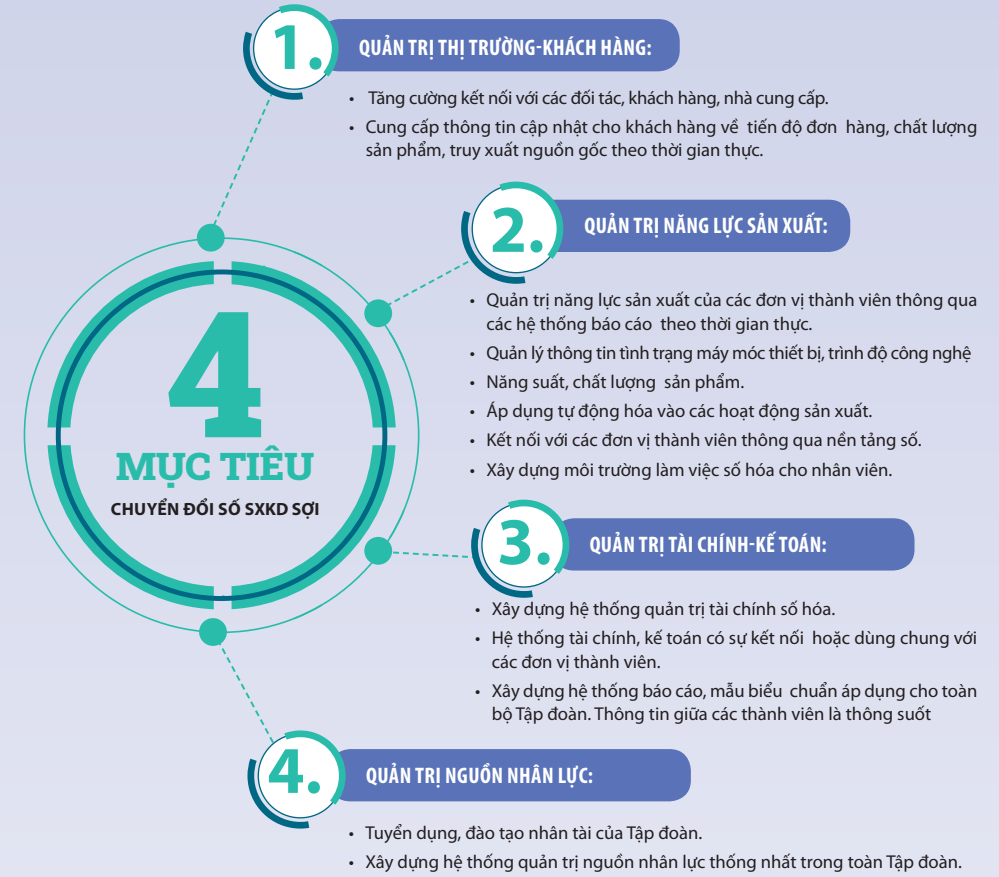 1.
QUẢN TRỊ THỊ TRƯỜNG-KHÁCH HÀNG:
• Tăng cường kết nối với các đối tác, khách hàng, nhà cung cấp.
• Cung cấp thông tin cập nhật cho khách hàng về tiến độ đơn hàng, chất lượng
sản phẩm, truy xuất nguồn gốc theo thời gian thực.
2.
QUẢN TRỊ NĂNG LỰC SẢN XUẤT:
• Quản trị năng lực sản xuất của các đơn vị thành viên thông qua
các hệ thống báo cáo theo thời gian thực.
• Quản lý thông tin tình trạng máy móc thiết bị, trình độ công nghệ
• Năng suất, chất lượng sản phẩm.
• Áp dụng tự động hóa vào các hoạt động sản xuất.
• Kết nối với các đơn vị thành viên thông qua nền tảng số.
• Xây dựng môi trường làm việc số hóa cho nhân viên.
4
MỤC TIÊU
CHUYỂN ĐỔI SỐ SXKD SỢI
3.
QUẢN TRỊ TÀI CHÍNH-KẾ TOÁN:
• Xây dựng hệ thống quản trị tài chính số hóa.
• Hệ thống tài chính, kế toán có sự kết nối hoặc dùng chung với
các đơn vị thành viên.
• Xây dựng hệ thống báo cáo, mẫu biểu chuẩn áp dụng cho toàn
bộ Tập đoàn. Thông tin giữa các thành viên là thông suốt
4.
QUẢN TRỊ NGUỒN NHÂN LỰC:
• Tuyển dụng, đào tạo nhân tài của Tập đoàn.
• Xây dựng hệ thống quản trị nguồn nhân lực thống nhất trong toàn Tập đoàn.